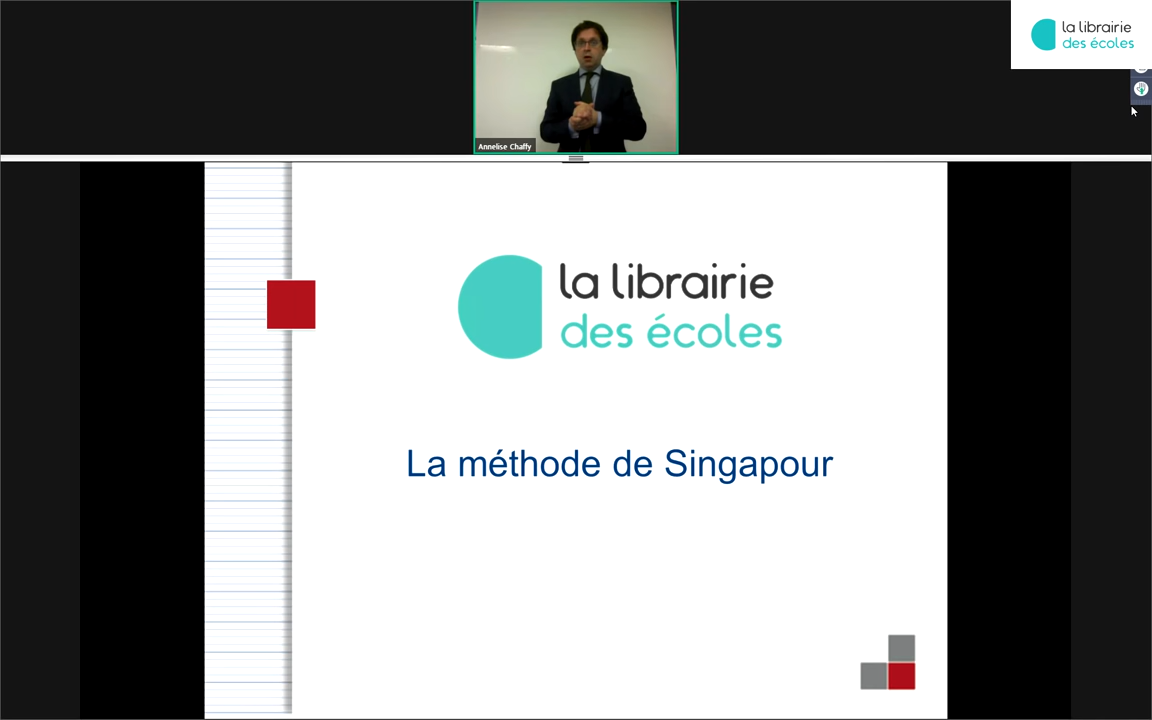 la librairie
des écoles
Annelise Chaffy
la librairie
des écoles
La méthode de Singapour